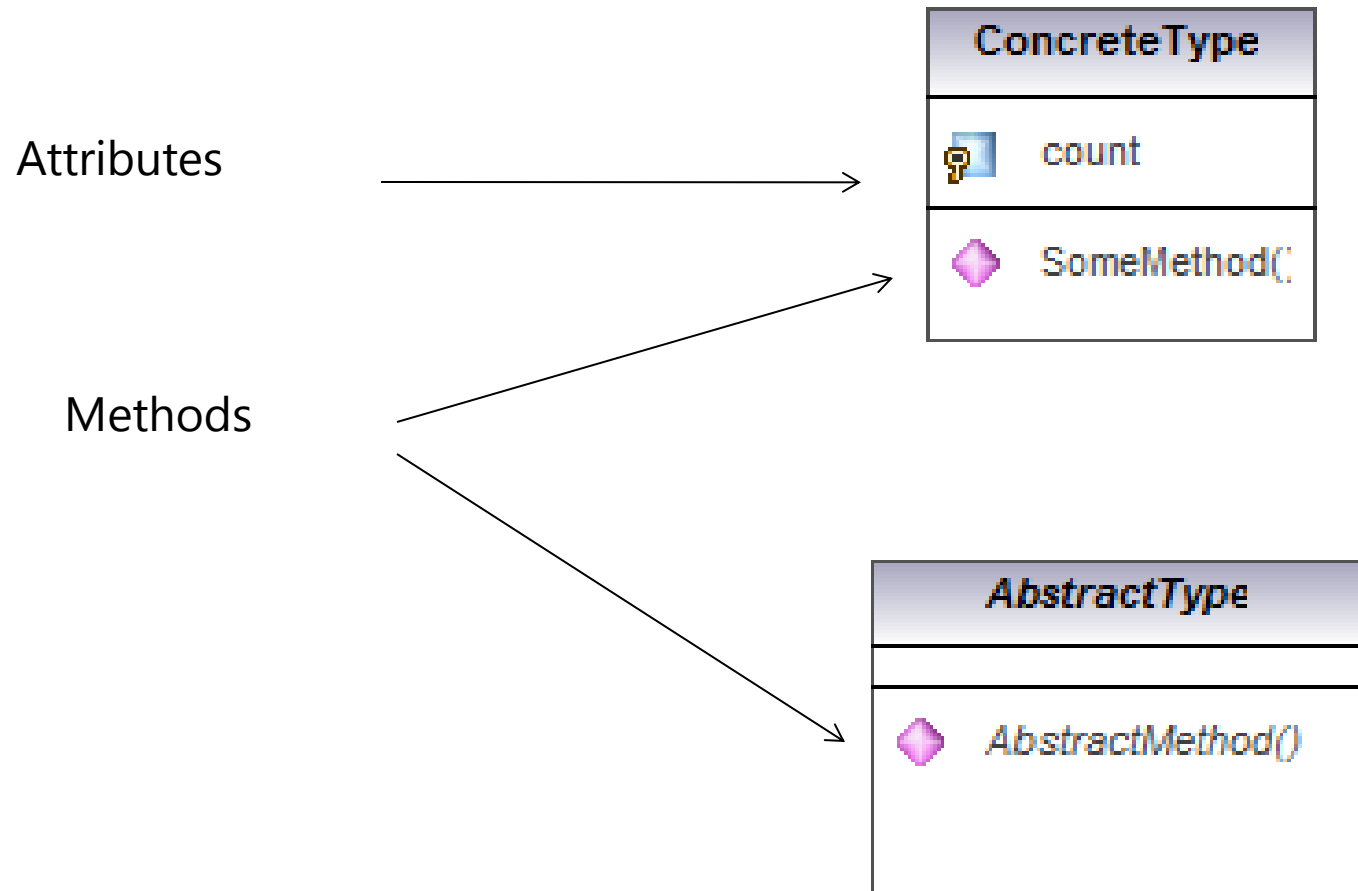 ConcreteType
Attributes
count
SomeMethod()
Methods
AbstractType
AbstractMethod()